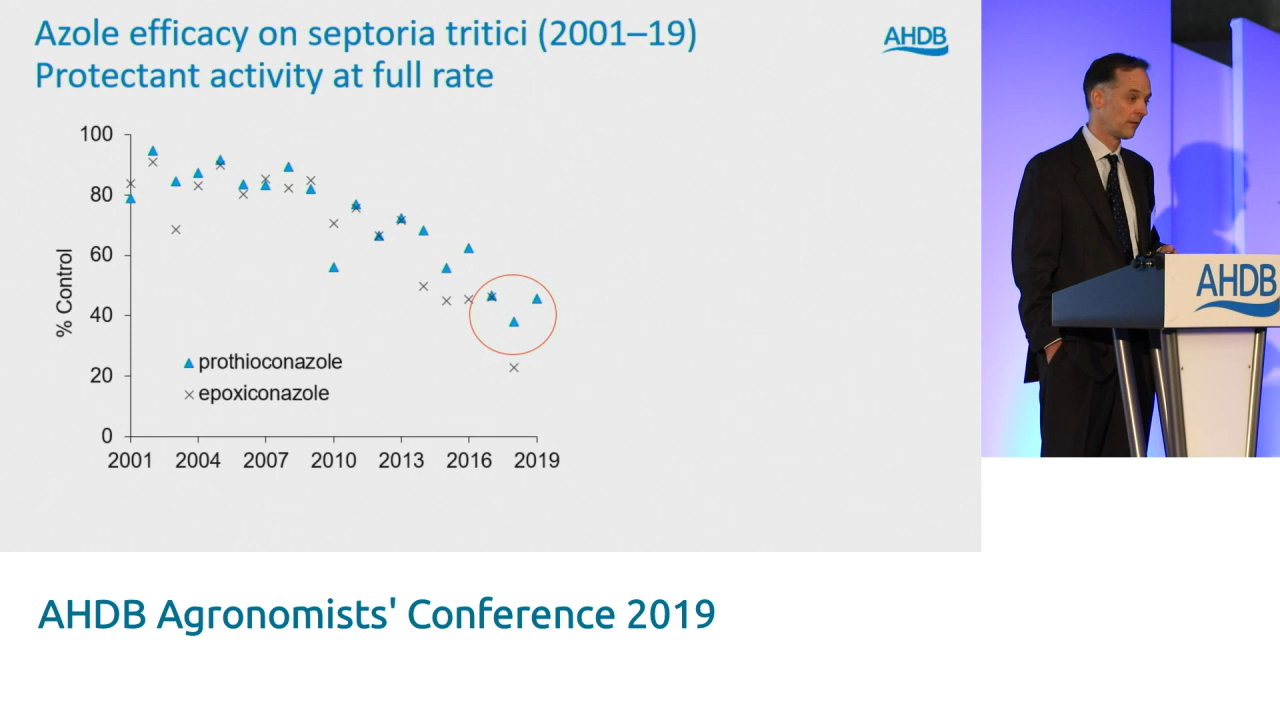 Azole efficacy on septoria tritici (2001–19)
Protectant activity at full rate
AHDB
% Control
100
80
60
40
20
0
prothioconazole
epoxiconazole
2001 2004 2007 2010 2013 2016 2019
AHDB
AHDB Agronomists' Conference 2019